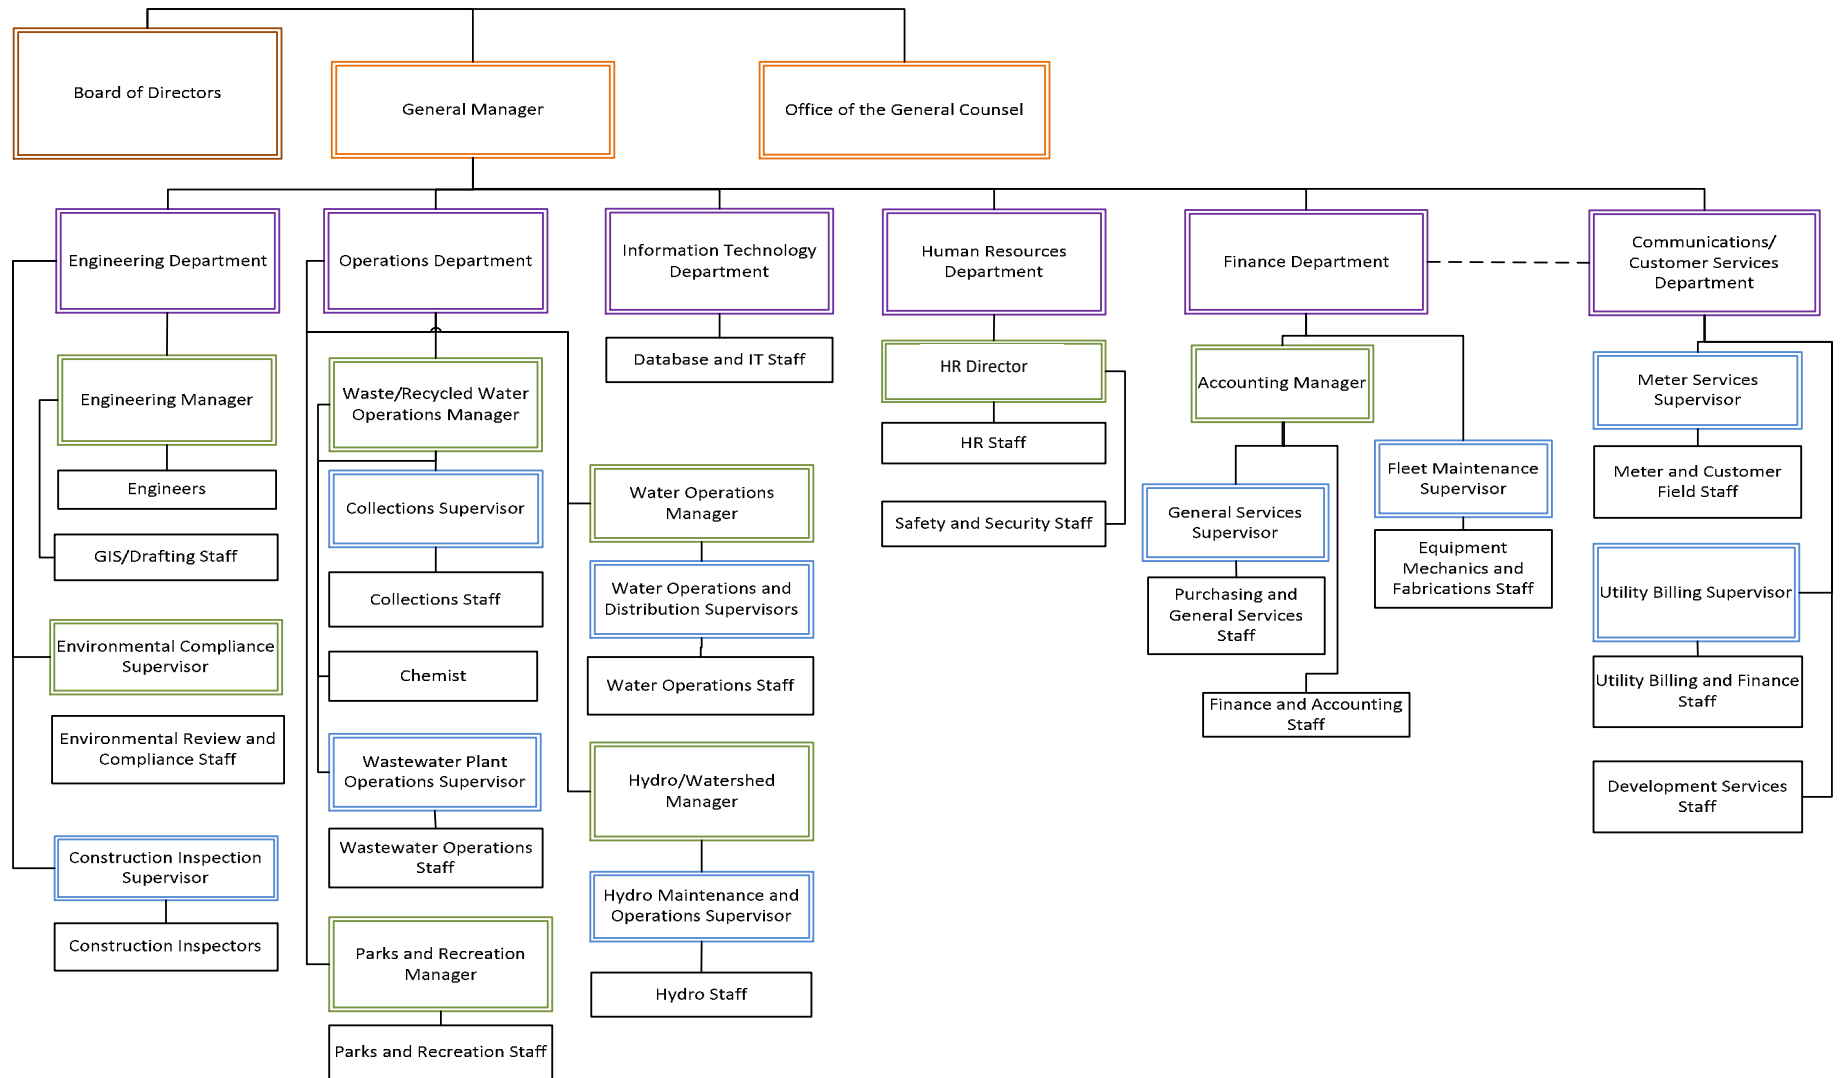 Board of Directors
General Manager
Office of the General Counsel
Engineering Department
Operations Department
Information Technology
Department
Human Resources
Department
Finance Department
Communications/
Customer Services
Department
Engineering Manager
Engineers
GIS/Drafting Staff
Environmental Compliance
Supervisor
Environmental Review and
Compliance Staff
Construction Inspection
Supervisor
Construction Inspectors
Waste/Recycled Water
Operations Manager
Collections Supervisor
Collections Staff
Chemist
Wastewater Plant
Operations Supervisor
Wastewater Operations
Staff
Parks and Recreation
Manager
Parks and Recreation Staff
Database and IT Staff
Water Operations
Manager
Water Operations and
Distribution Supervisors
Water Operations Staff
Hydro/Watershed
Manager
Hydro Maintenance and
Operations Supervisor
Hydro Staff
HR Director
HR Staff
Safety and Security Staff
Accounting Manager
General Services
Supervisor
Purchasing and
General Services
Staff
Finance and Accounting
Staff
Fleet Maintenance
Supervisor
Equipment
Mechanics and
Fabrications Staff
Meter Services
Supervisor
Meter and Customer
Field Staff
Utility Billing Supervisor
Utility Billing and Finance
Staff
Development Services
Staff